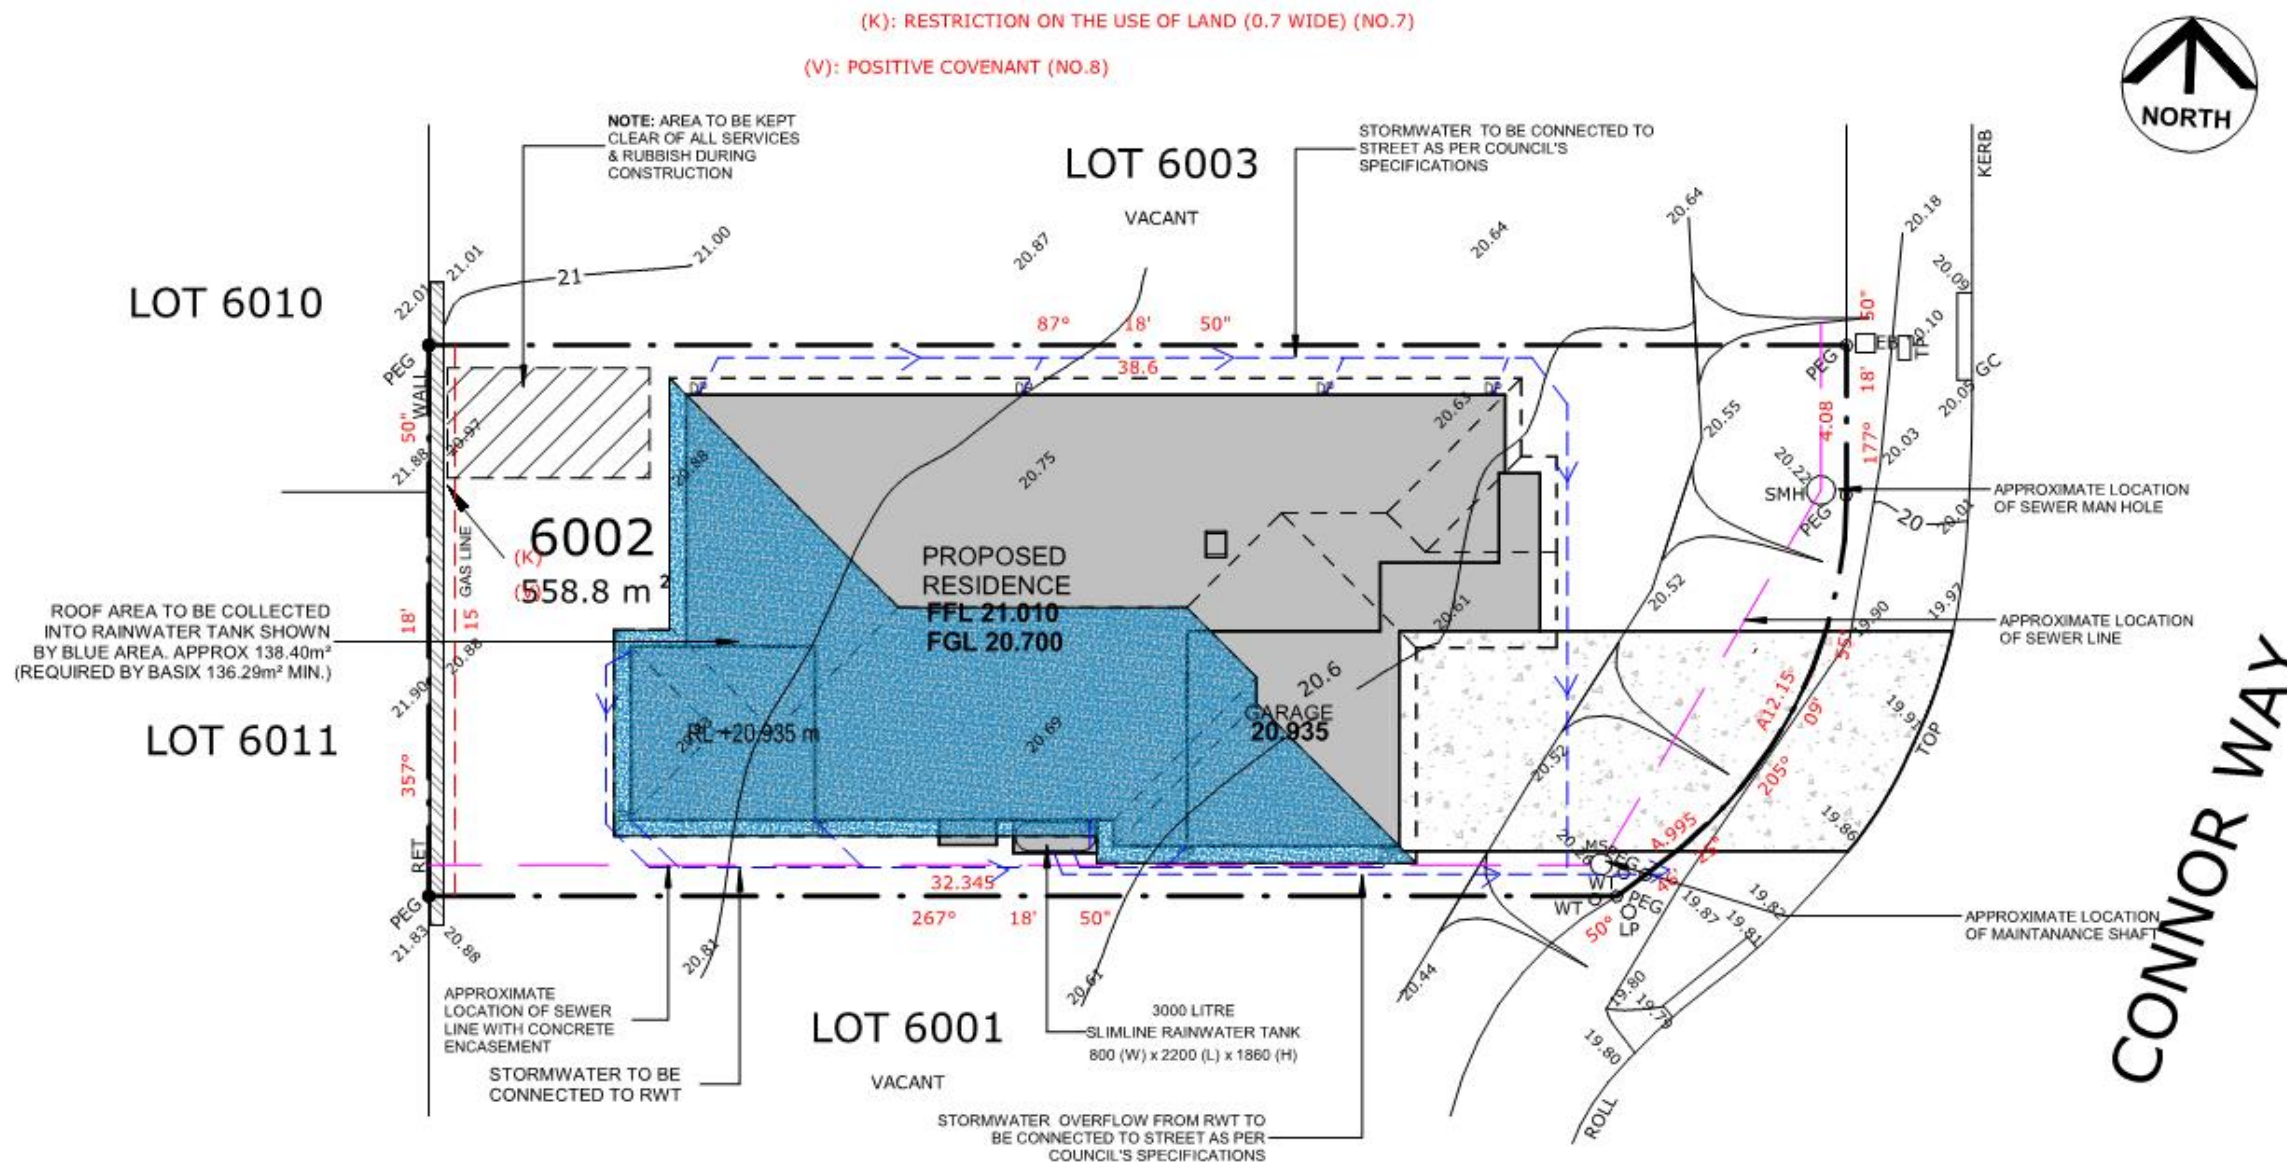 (K): RESTRICTION ON THE USE OF LAND (0.7 WIDE) (NO.7)
(V): POSITIVE COVENANT (NO.8)
NORTH
NOTE: AREA TO BE KEPT
CLEAR OF ALL SERVICES
& RUBBISH DURING
CONSTRUCTION
LOT 6003
VACANT
STORMWATER TO BE CONNECTED TO
STREET AS PER COUNCIL'S
SPECIFICATIONS
KERB
20.64
20.18
21.01
21
21.00
20.87
20.64
20.09
LOT 6010
22.01
87° 18' 50"
38.6
50"
EB
TP
20.10
PEG
PEG
18'
GC
20.05
WALL
50"
20.97
21.88
DP
DP
DP
DP
20.88
20.75
20.63
20.55
4.08
177°
20.03
20.22
SMH
PEG
APPROXIMATE LOCATION
OF SEWER MAN HOLE
20
20.01
GAS LINE
(K)
(V)
6002
558.8 m²
PROPOSED
RESIDENCE
FFL 21.010
FGL 20.700
20.61
20.52
19.90
19.97
APPROXIMATE LOCATION
OF SEWER LINE
ROOF AREA TO BE COLLECTED
INTO RAINWATER TANK SHOWN
BY BLUE AREA. APPROX 138.40m²
(REQUIRED BY BASIX 136.29m² MIN.)
18'
15
20.88
21.90
20.6
GARAGE
20.935
RL +20.935 m
20.69
20.52
A12.15
55"
09'
205°
19.91
TOP
LOT 6011
357°
CONNOR WAY
19.86
RET
20.26
MS
PEG
A.995
25"
46'
50°
WT
WT
PEG
LP
19.87
19.82
19.81
32.345
267° 18' 50"
PEG
21.83
20.88
20.81
20.61
20.44
19.80
19.79
19.80
ROLL
APPROXIMATE LOCATION
OF MAINTANANCE SHAFT
APPROXIMATE
LOCATION OF SEWER
LINE WITH CONCRETE
ENCASEMENT
STORMWATER TO BE
CONNECTED TO RWT
LOT 6001
VACANT
3000 LITRE
SLIMLINE RAINWATER TANK
800 (W) x 2200 (L) x 1860 (H)
STORMWATER OVERFLOW FROM RWT TO
BE CONNECTED TO STREET AS PER
COUNCIL'S SPECIFICATIONS